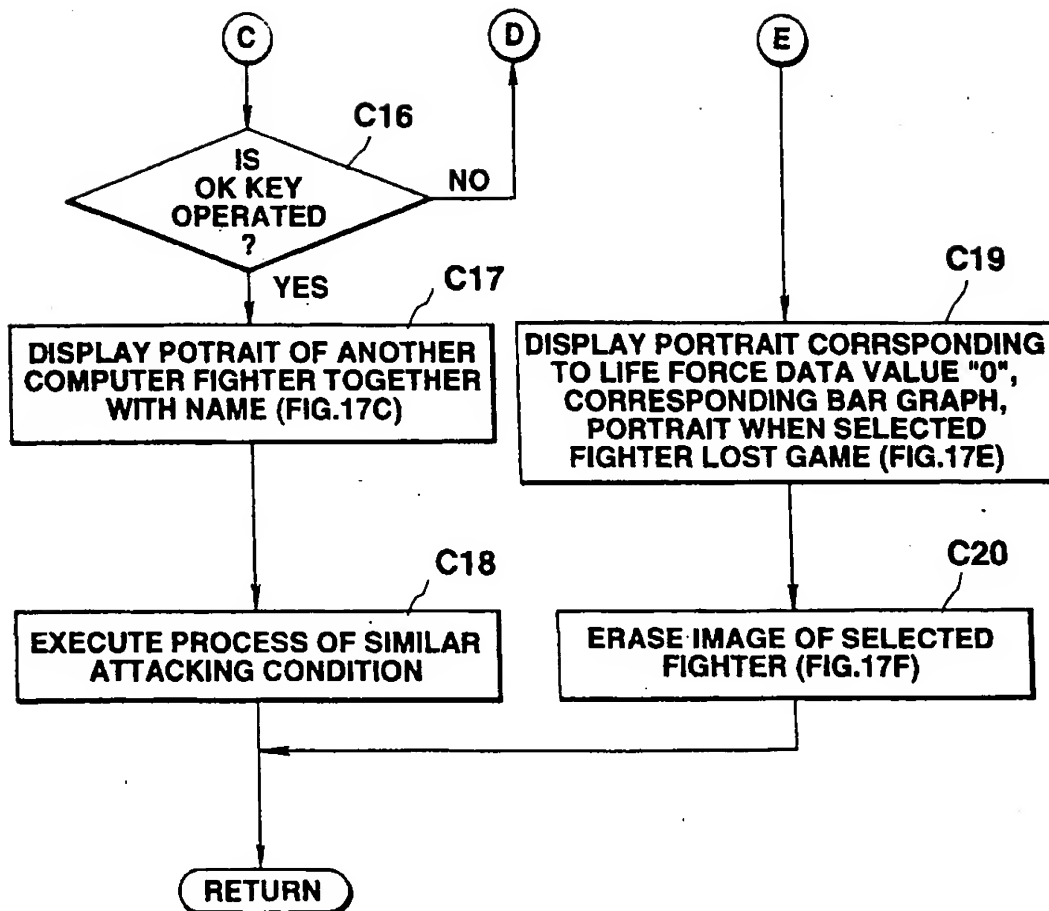 C
D
E
C16
IS
OK KEY
OPERATED
?
NO
YES
C17
DISPLAY POTRAIT OF ANOTHER
COMPUTER FIGHTER TOGETHER
WITH NAME (FIG.17C)
C19
DISPLAY PORTRAIT CORRSPONDING
TO LIFE FORCE DATA VALUE "0",
CORRESPONDING BAR GRAPH,
PORTRAIT WHEN SELECTED
FIGHTER LOST GAME (FIG.17E)
C18
EXECUTE PROCESS OF SIMILAR
ATTACKING CONDITION
C20
ERASE IMAGE OF SELECTED
FIGHTER (FIG.17F)
RETURN